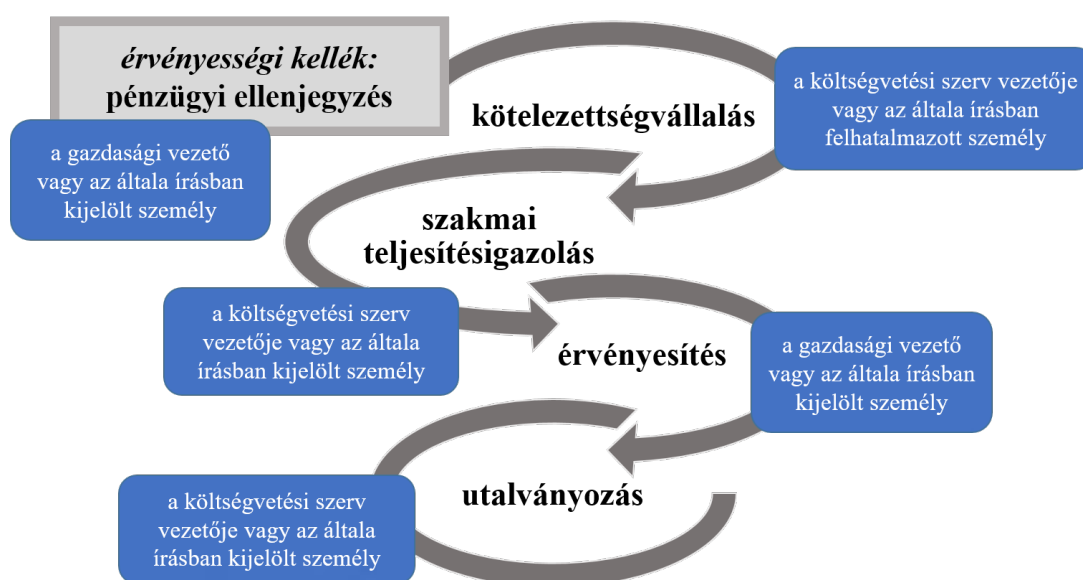 érvényességi kellék:
pénzügyi ellenjegyzés
a gazdasági vezető
vagy az általa írásban
kijelölt személy
kötelezettségvállalás
a költségvetési szerv vezetője
vagy az általa írásban
felhatalmazott személy
szakmai
teljesítésigazolás
a költségvetési szerv
vezetője vagy az általa
írásban kijelölt személy
érvényesítés
a gazdasági vezető
vagy az általa írásban
kijelölt személy
utalványozás
a költségvetési szerv
vezetője vagy az általa
írásban kijelölt személy